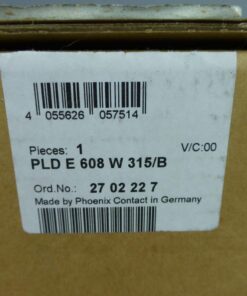 4 055626 057514
Pieces: 1 V/C:00
PLD E 608 W 315/B
Ord.No.: 27 02 22 7
Made by Phoenix Contact in Germany